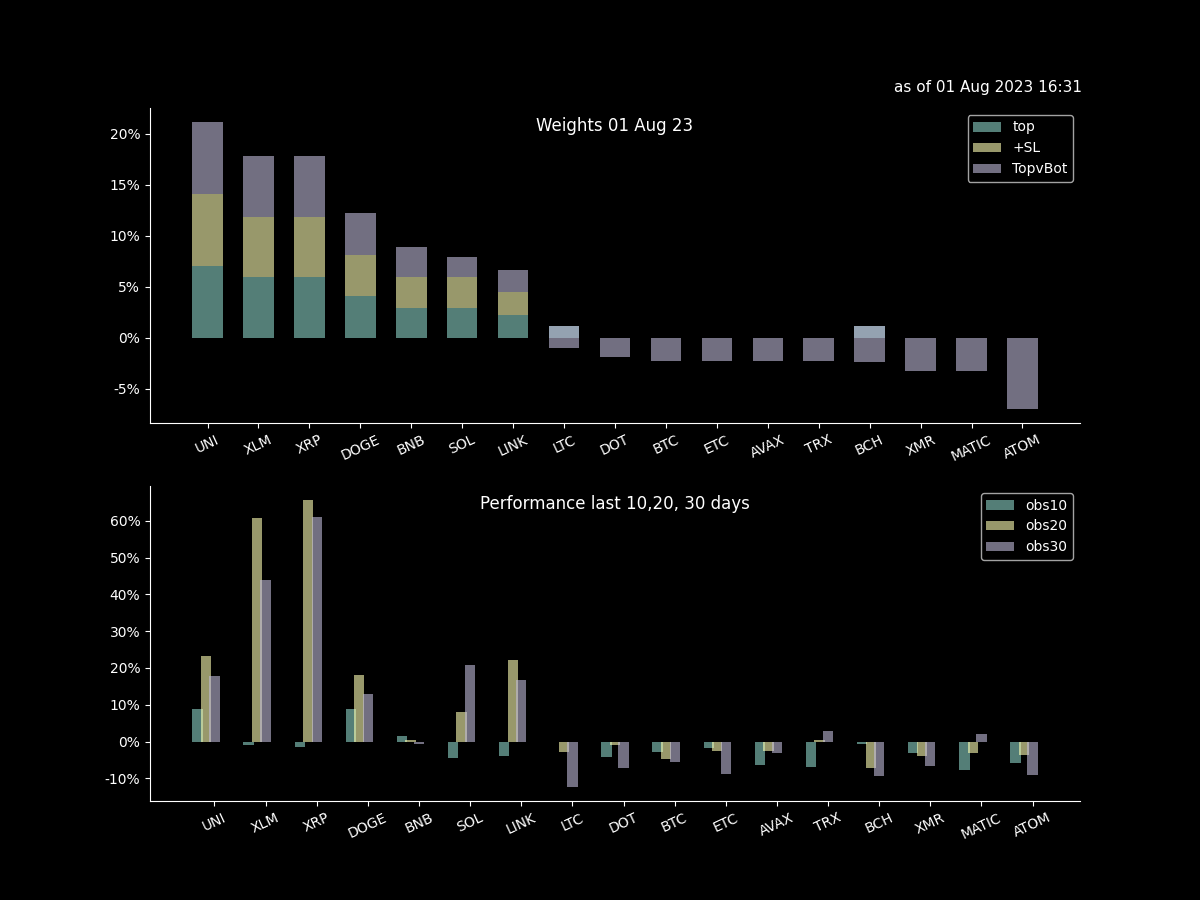 as of 01 Aug 2023 16:31
Weights 01 Aug 23
top
+SL
TopvBot
20%
15%
10%
5%
0%
-5%
UNI XLM XRP DOGE BNB SOL LINK LTC DOT BTC ETC AVAX TRX BCH XMR MATIC ATOM
Performance last 10,20, 30 days
obs10
obs20
obs30
60%
50%
40%
30%
20%
10%
0%
-10%
UNI XLM XRP DOGE BNB SOL LINK LTC DOT BTC ETC AVAX TRX BCH XMR MATIC ATOM